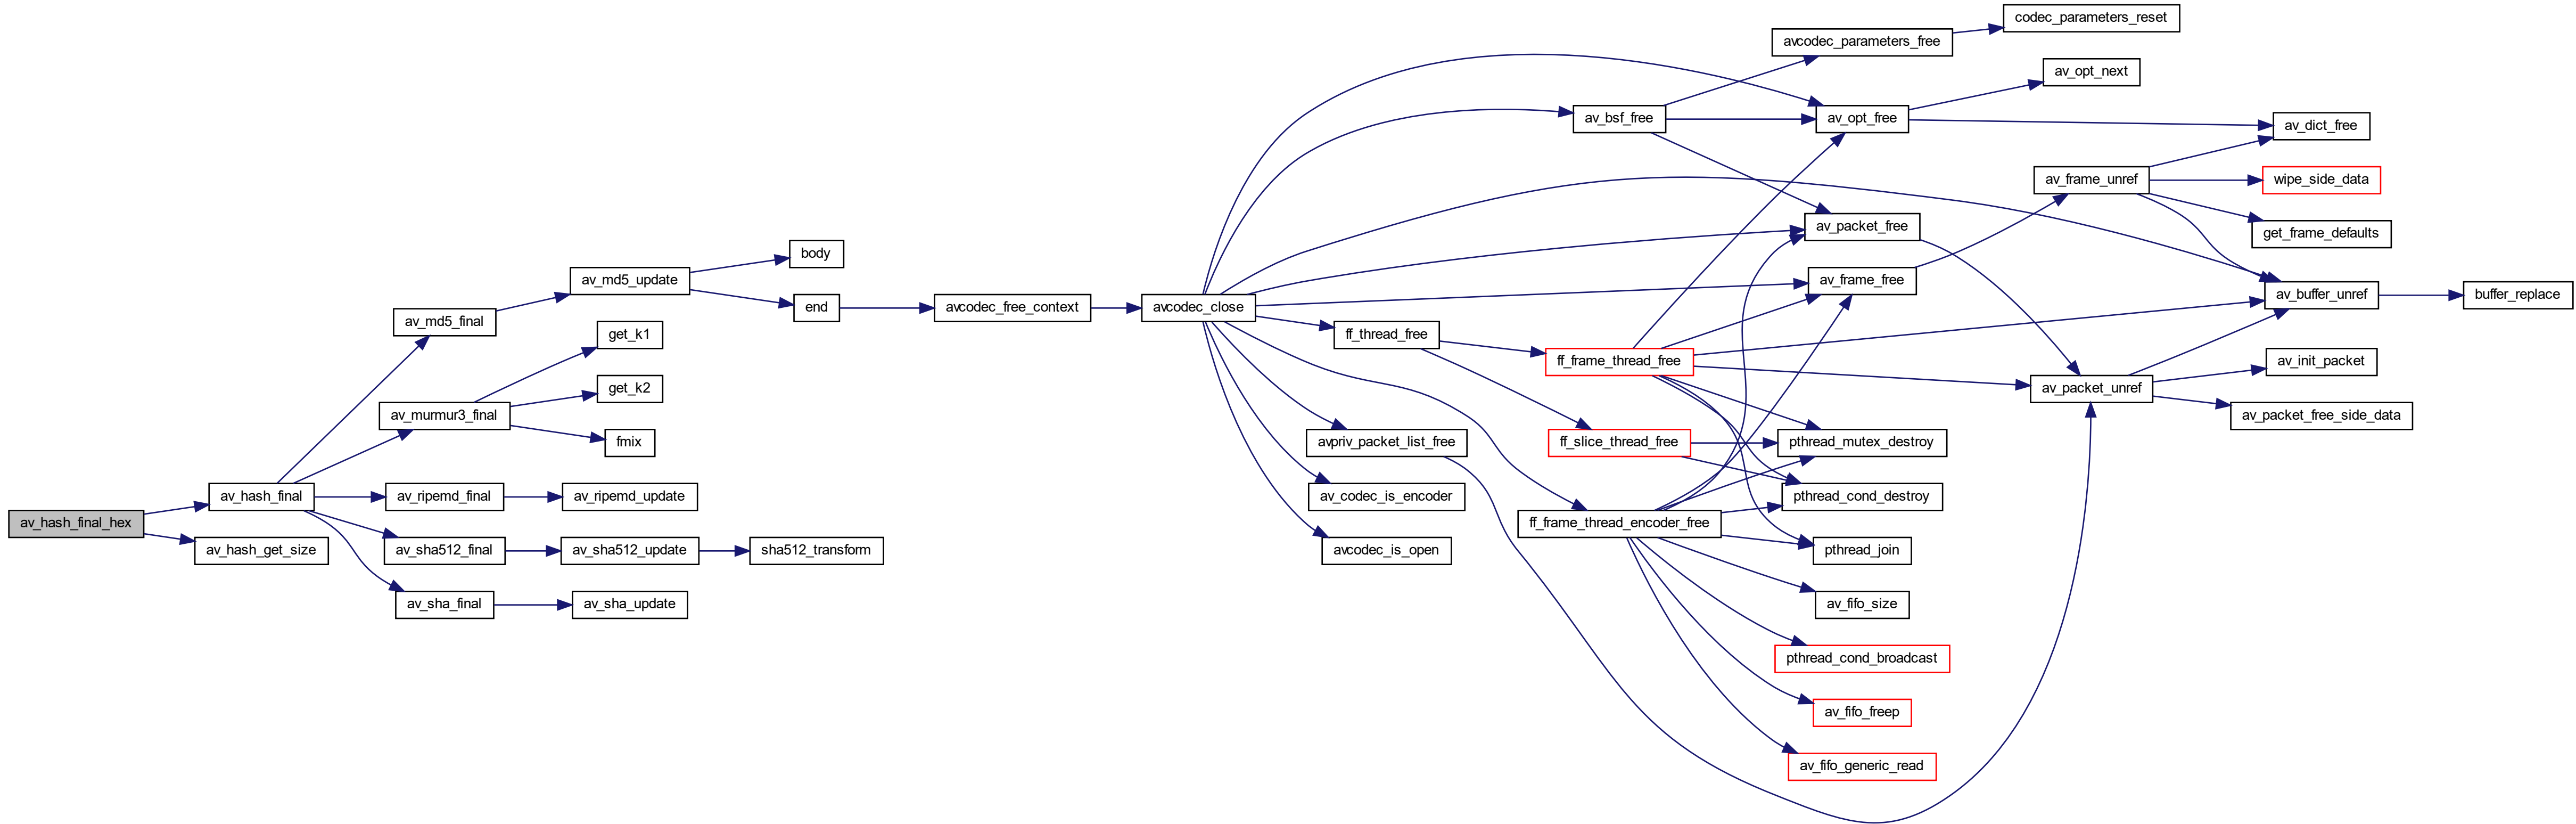 av_hash_final_hex
av_hash_final
av_hash_get_size
av_md5_final
av_murmur3_final
av_ripemd_final
av_sha512_final
av_sha_final
av_md5_update
get_k1
get_k2
fmix
av_ripemd_update
av_sha512_update
av_sha_update
body
end
sha512_transform
avcodec_free_context
avcodec_close
ff_thread_free
avpriv_packet_list_free
av_codec_is_encoder
avcodec_is_open
av_bsf_free
ff_frame_thread_free
ff_slice_thread_free
ff_frame_thread_encoder_free
avcodec_parameters_free
av_opt_free
av_packet_free
av_frame_free
pthread_mutex_destroy
pthread_cond_destroy
pthread_join
av_fifo_size
pthread_cond_broadcast
av_fifo_freep
av_fifo_generic_read
codec_parameters_reset
av_opt_next
av_frame_unref
av_packet_unref
av_dict_free
wipe_side_data
get_frame_defaults
av_buffer_unref
av_init_packet
av_packet_free_side_data
buffer_replace